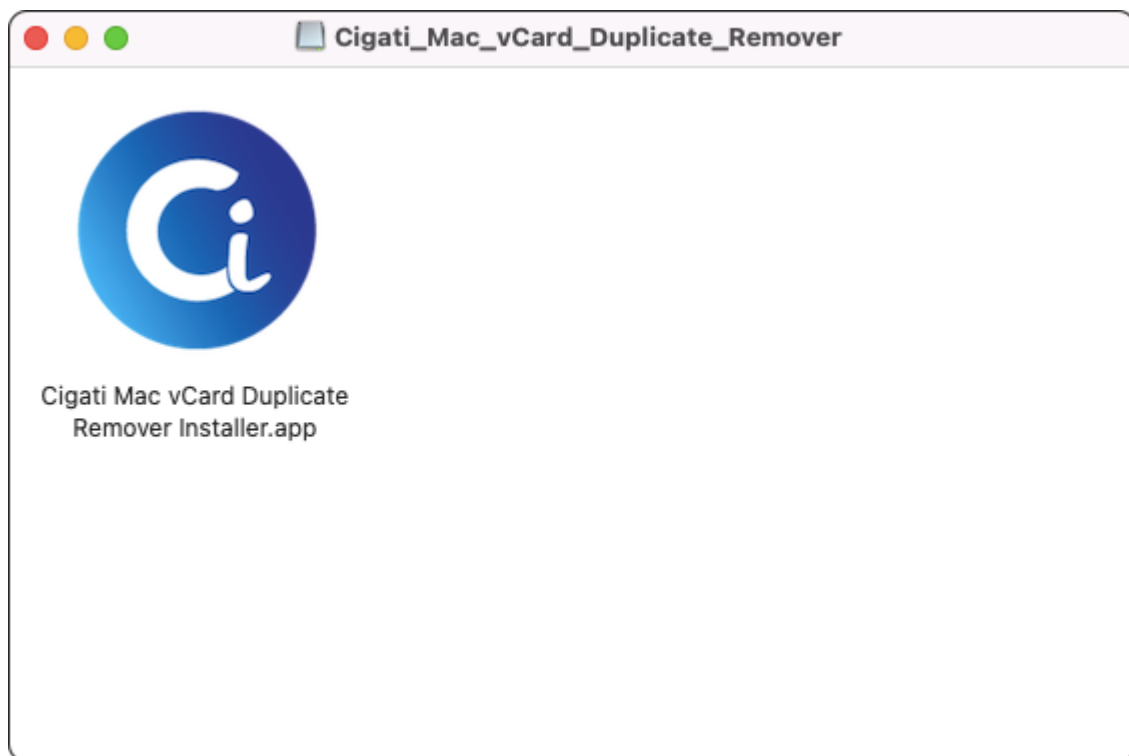 Cigati_Mac_vCard_Duplicate_Remover
Ci
Cigati Mac vCard Duplicate
Remover Installer.app